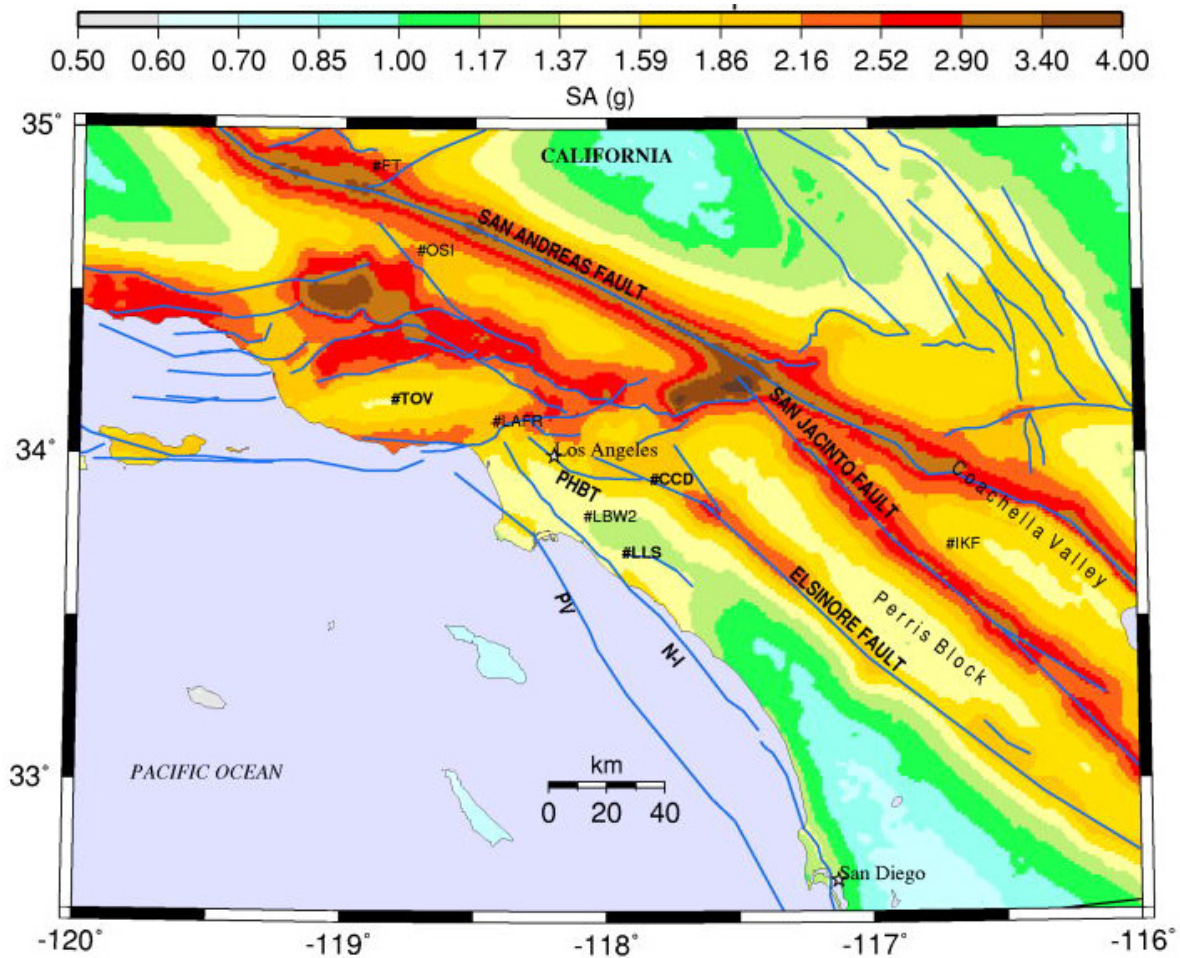 0.50 0.60 0.70 0.85 1.00 1.17 1.37 1.59 1.86 2.16 2.52 2.90 3.40 4.00
SA (g)
35°
CALIFORNIA
#FT
SAN ANDREAS FAULT
#OSI
#TOV
#LAFR
SAN JACINTO FAULT
34°
Los Angeles
PHBT
#CCD
Coachella Valley
#LBW2
#IKF
#LLS
PV
N-I
ELSINORE FAULT
Perris Block
33°
PACIFIC OCEAN
km
0 20 40
San Diego
-120° -119° -118° -117° -116°